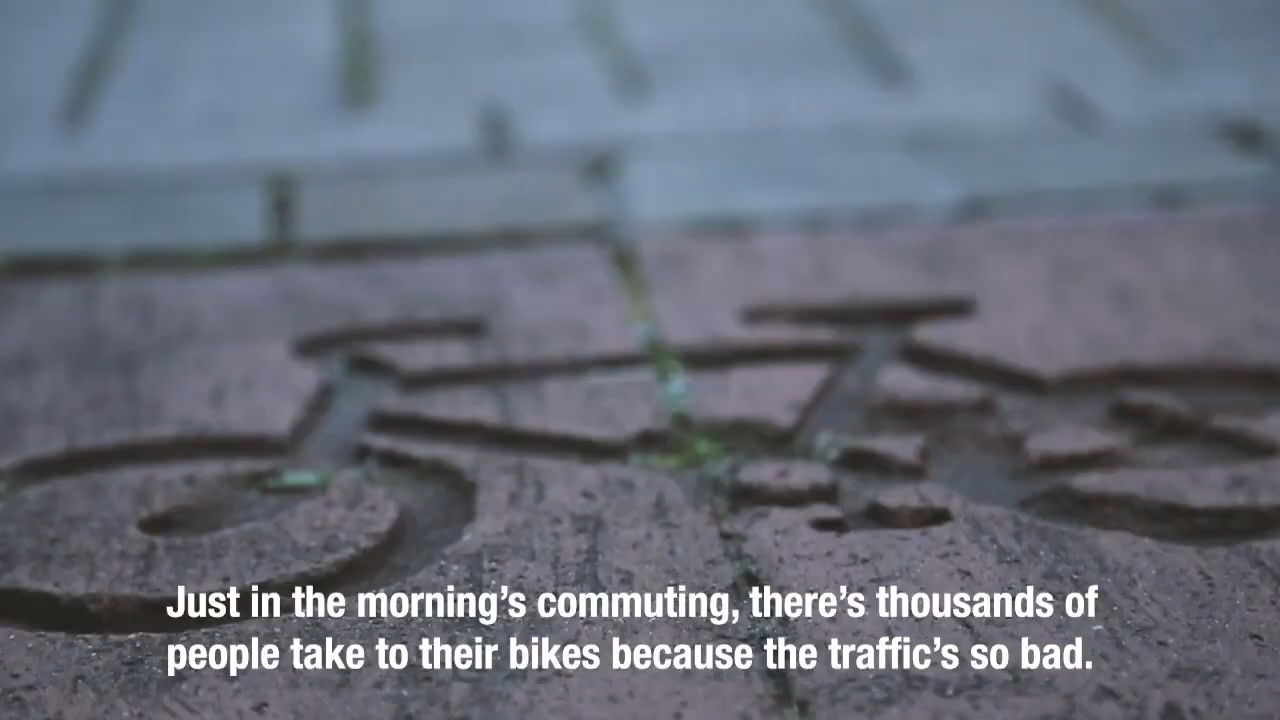 Just in the morning’s commuting, there’s thousands of
people take to their bikes because the traffic’s so bad.